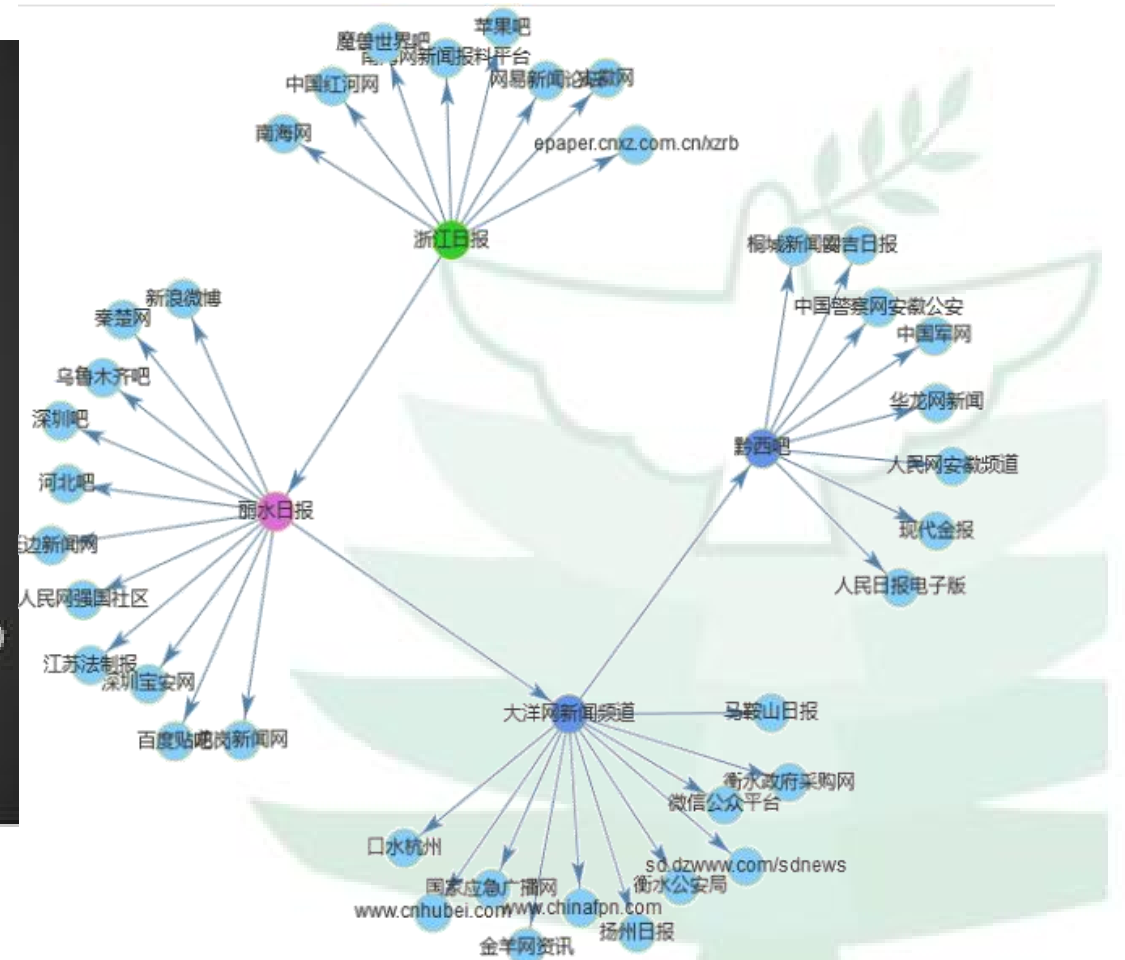 苹果吧
魔兽世界吧
网新闻报料平台
网易新闻论
徽网
中国红河网
南海网
epaper.cnxz.com.cn/xzrb
浙江日报
桐城新闻
吉日报
新浪微博
秦楚网
中国警察网安徽公安
中国军网
乌鲁木齐吧
华龙网新闻
深圳吧
黔西吧
人民网安徽频道
河北吧
丽水日报
现代金报
边新闻网
人民日报电子版
人民网强国社区
江苏法制报
深圳宝安网
大洋网新闻频道
马鞍山日报
百度贴吧
岗新闻网
衡水政府采购网
微信公众平台
口水杭州
sd.dzwww.com/sdnews
国家应急广播网
衡水公安局
www.cnhubei.com
www.chinafpn.com
扬州日报
金羊网资讯